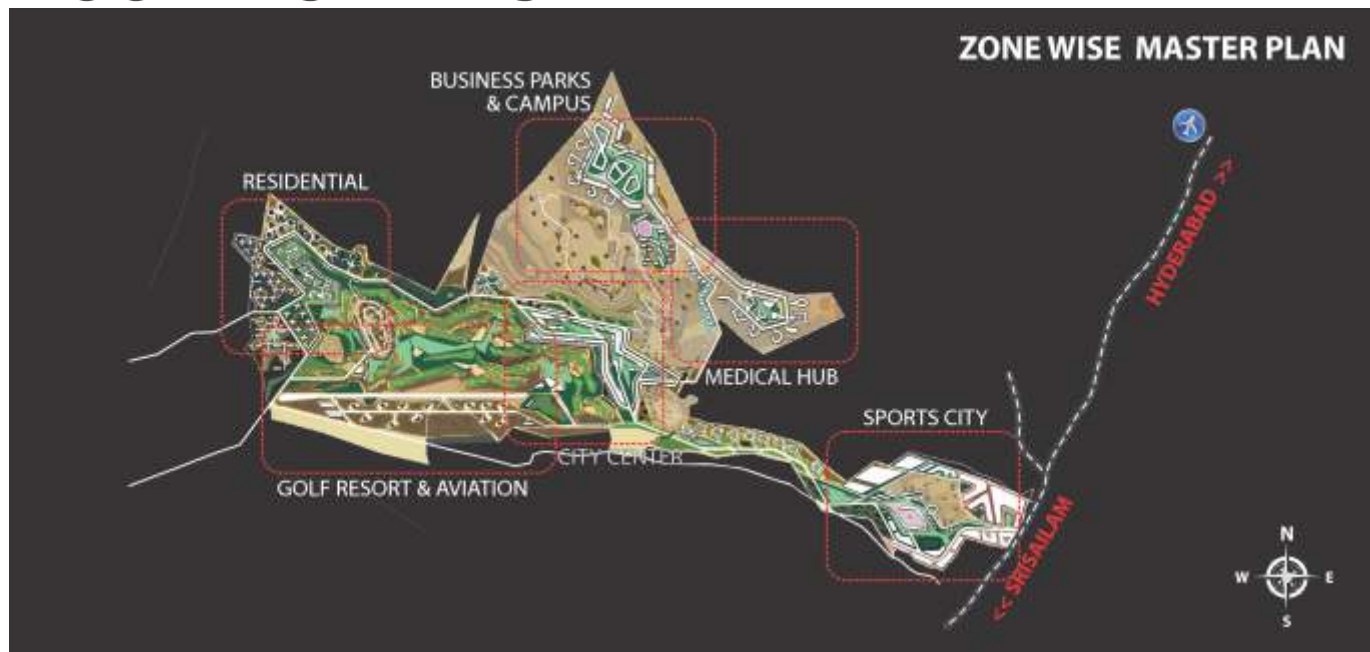 ZONE WISE MASTER PLAN
BUSINESS PARKS
& CAMPUS
RESIDENTIAL
HYDERABAD >>
MEDICAL HUB
SPORTS CITY
CITY CENTER
GOLF RESORT & AVIATION
<< SRISAILAM
N
W E
S